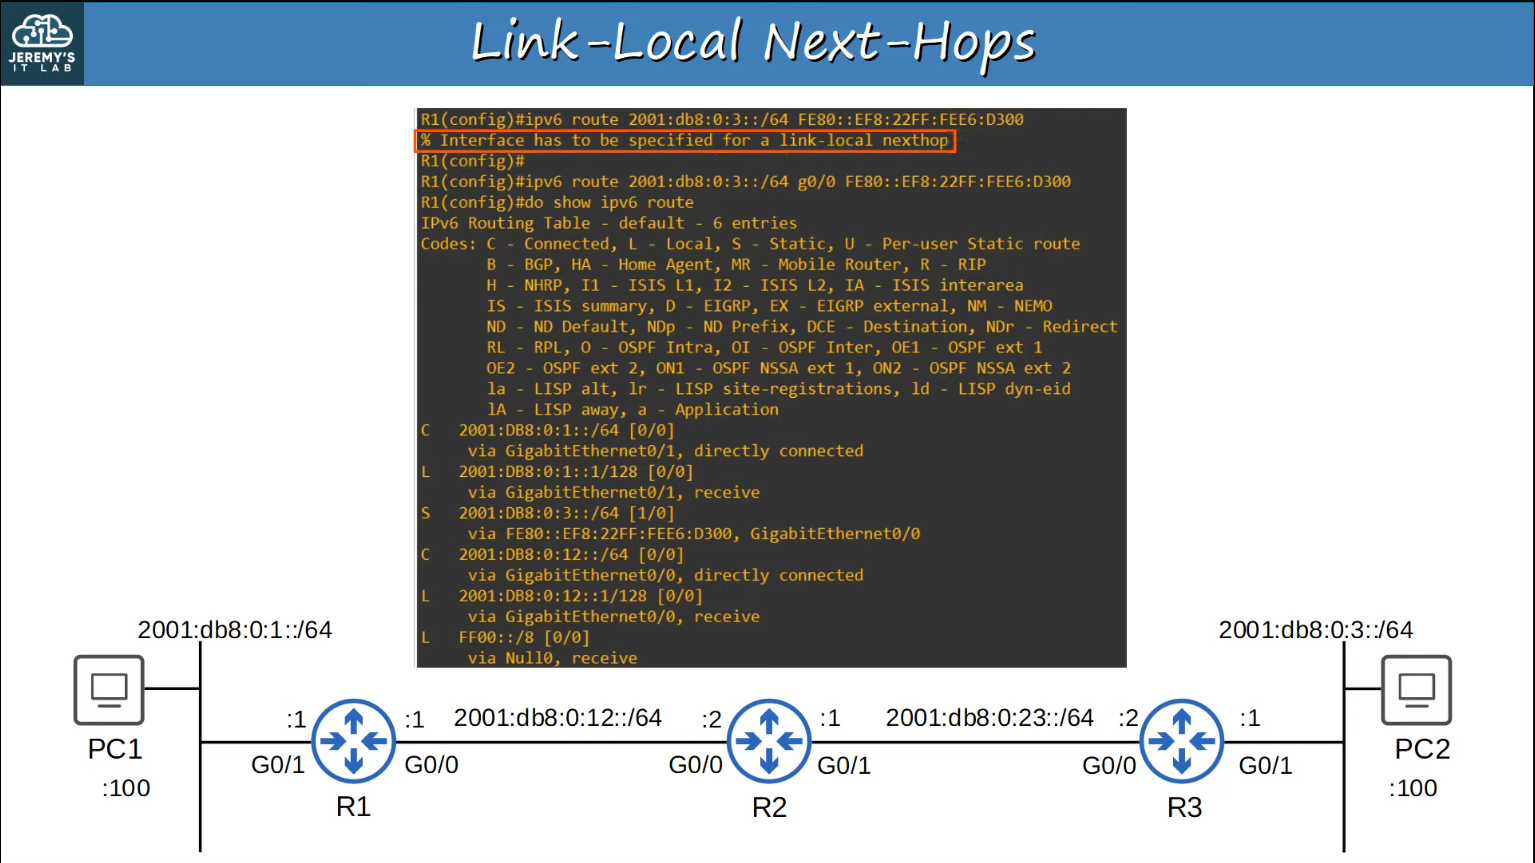 JEREMY'S
IT LAB
Link-Local Next-Hops
R1(config)#ipv6 route 2001:db8:0:3::/64 FE80::EF8:22FF:FEE6:D300
% Interface has to be specified for a link-local nexthop
R1(config)#
R1(config)#ipv6 route 2001:db8:0:3::/64 g0/0 FE80::EF8:22FF:FEE6:D300
R1(config)#do show ipv6 route
IPv6 Routing Table - default - 6 entries
Codes: C - Connected, L - Local, S - Static, U - Per-user Static route
B - BGP, HA - Home Agent, MR - Mobile Router, R - RIP
H - NHRP, I1 - ISIS L1, I2 - ISIS L2, IA - ISIS interarea
IS - ISIS summary, D - EIGRP, EX - EIGRP external, NM - NEMO
ND - ND Default, NDp - ND Prefix, DCE - Destination, NDr - Redirect
RL - RPL, O - OSPF Intra, OI - OSPF Inter, OE1 - OSPF ext 1
OE2 - OSPF ext 2, ON1 - OSPF NSSA ext 1, ON2 - OSPF NSSA ext 2
la - LISP alt, lr - LISP site-registrations, ld - LISP dyn-eid
lA - LISP away, a - Application
C 2001:DB8:0:1::/64 [0/0]
via GigabitEthernet0/1, directly connected
L 2001:DB8:0:1::1/128 [0/0]
via GigabitEthernet0/1, receive
S 2001:DB8:0:3::/64 [1/0]
via FE80::EF8:22FF:FEE6:D300, GigabitEthernet0/0
C 2001:DB8:0:12::/64 [0/0]
via GigabitEthernet0/0, directly connected
L 2001:DB8:0:12::1/128 [0/0]
via GigabitEthernet0/0, receive
L FF00::/8 [0/0]
via Null0, receive
2001:db8:0:1::/64
2001:db8:0:3::/64
:1 :1 2001:db8:0:12::/64 :2 :1 2001:db8:0:23::/64 :2 :1
PC1 PC2
G0/1 G0/0 G0/0 G0/1 G0/0 G0/1
:100 :100
R1 R2 R3